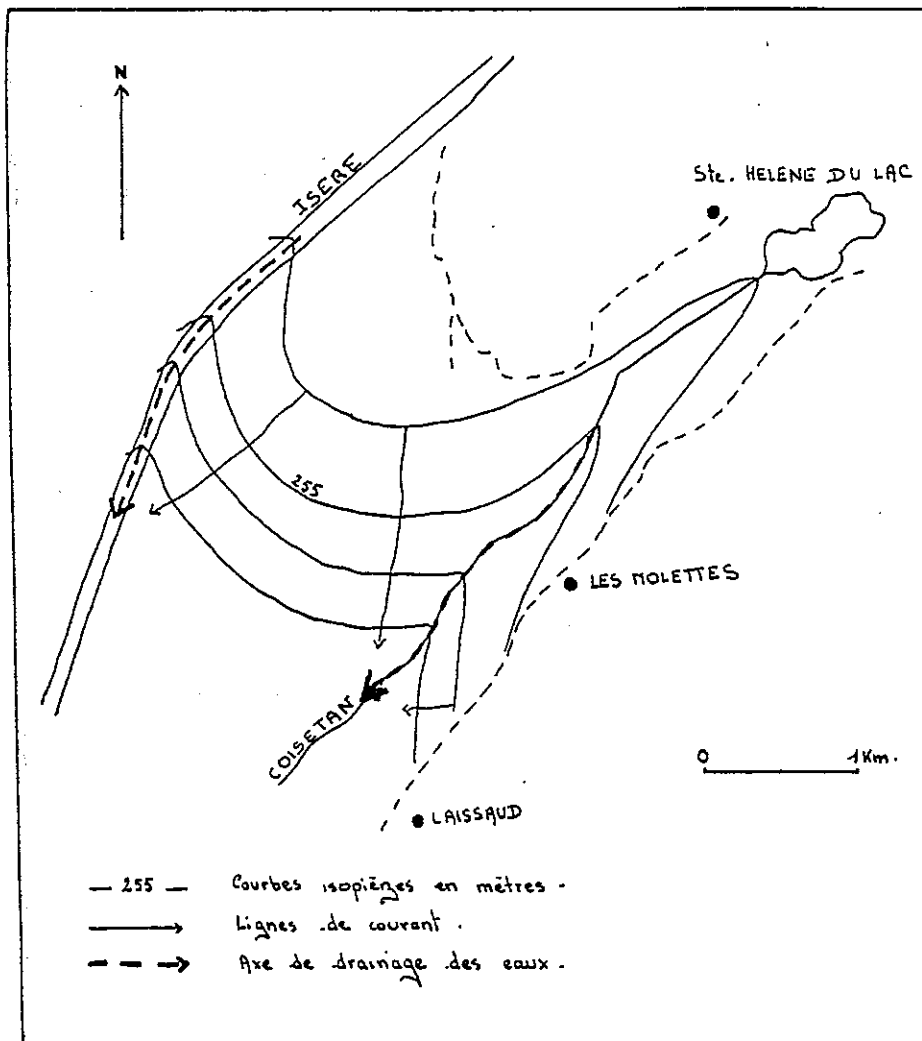 N
ISERE
Ste. HELENE DU LAC
255
LES MOLETTES
COISETAN
0 1Km.
LAISSAUD
— 255 — Courbes isopièzes en mètres -
Lignes de courant .
Axe de drainage des eaux -